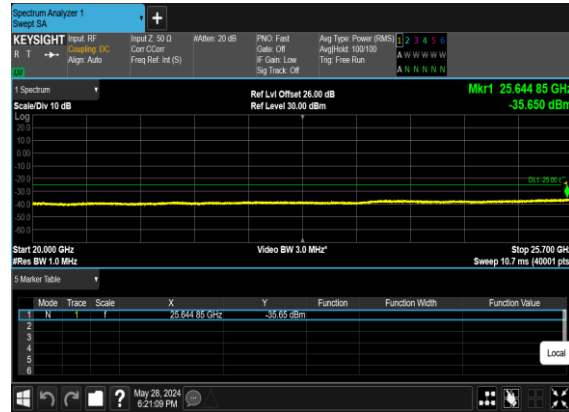 Spectrum Analyzer 1
Swept SA
+
KEYSIGHT Input: RF Input Z: 50 Ω #Atten: 20 dB PNO: Fast Avg Type: Power (RMS) 1 2 3 4 5 6
R T Coupling: DC Corr CCorr Gate: Off Avg|Hold: 100/100 A W W W W W
Align: Auto Freq Ref: Int (S) IF Gain: Low Trig: Free Run
LW Sig Track: Off A N N N N N
1 Spectrum Ref Lvl Offset 26.00 dB Mkr1 25.644 85 GHz
Scale/Div 10 dB Ref Level 30.00 dBm -35.650 dBm
Log
20.0
10.0
0.00
-10.0
-20.0
DL1 -25.00
-30.0
-40.0
-50.0
-60.0
Start 20.000 GHz Video BW 3.0 MHz* Stop 25.700 GHz
#Res BW 1.0 MHz Sweep 10.7 ms (40001 pts)
5 Marker Table
Mode Trace Scale X Y Function Function Width Function Value
1 N 1 f 25.644 85 GHz -35.65 dBm
2
3
4
5
6
Local
? May 28, 2024
6:21:09 PM